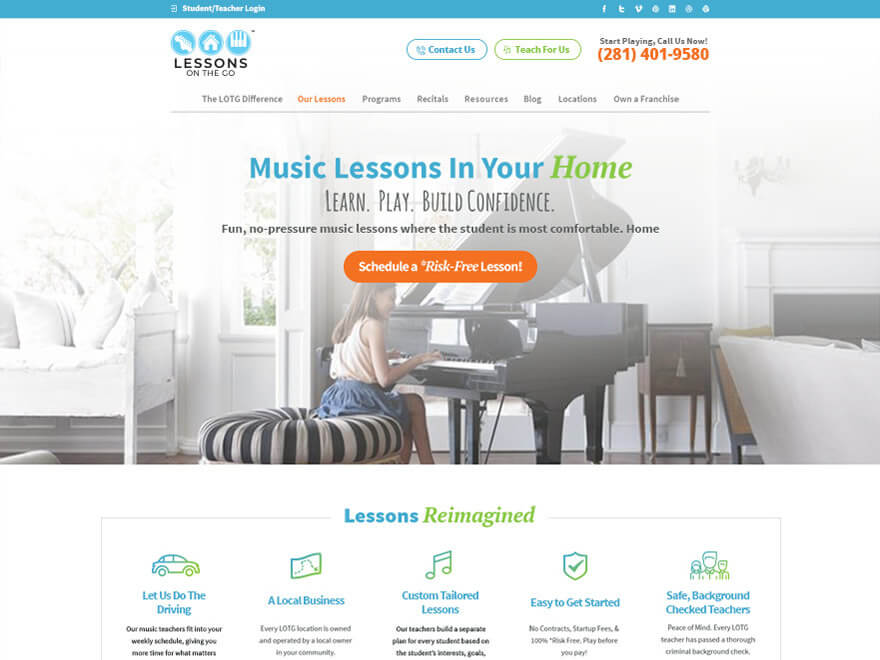 Student/Teacher Login
LESSONS
ON THE GO
Contact Us
Teach For Us
Start Playing, Call Us Now!
(281) 401-9580
The LOTG Difference Our Lessons Programs Recitals Resources Blog Locations Own a Franchise
Music Lessons In Your Home
Learn. Play. Build Confidence.
Fun, no-pressure music lessons where the student is most comfortable. Home
Schedule a *Risk-Free Lesson!
Lessons Reimagined
Let Us Do The
Driving
Our music teachers fit into your
weekly schedule, giving you
more time for what matters
A Local Business
Every LOTG location is owned
and operated by a local owner
in your community.
Custom Tailored
Lessons
Our teachers build a separate
plan for every student based on
the student's interests, goals,
Easy to Get Started
No Contracts, Startup Fees, &
100% *Risk Free, Play before
you pay!
Safe, Background
Checked Teachers
Peace of Mind. Every LOTG
teacher has passed a thorough
criminal background check.